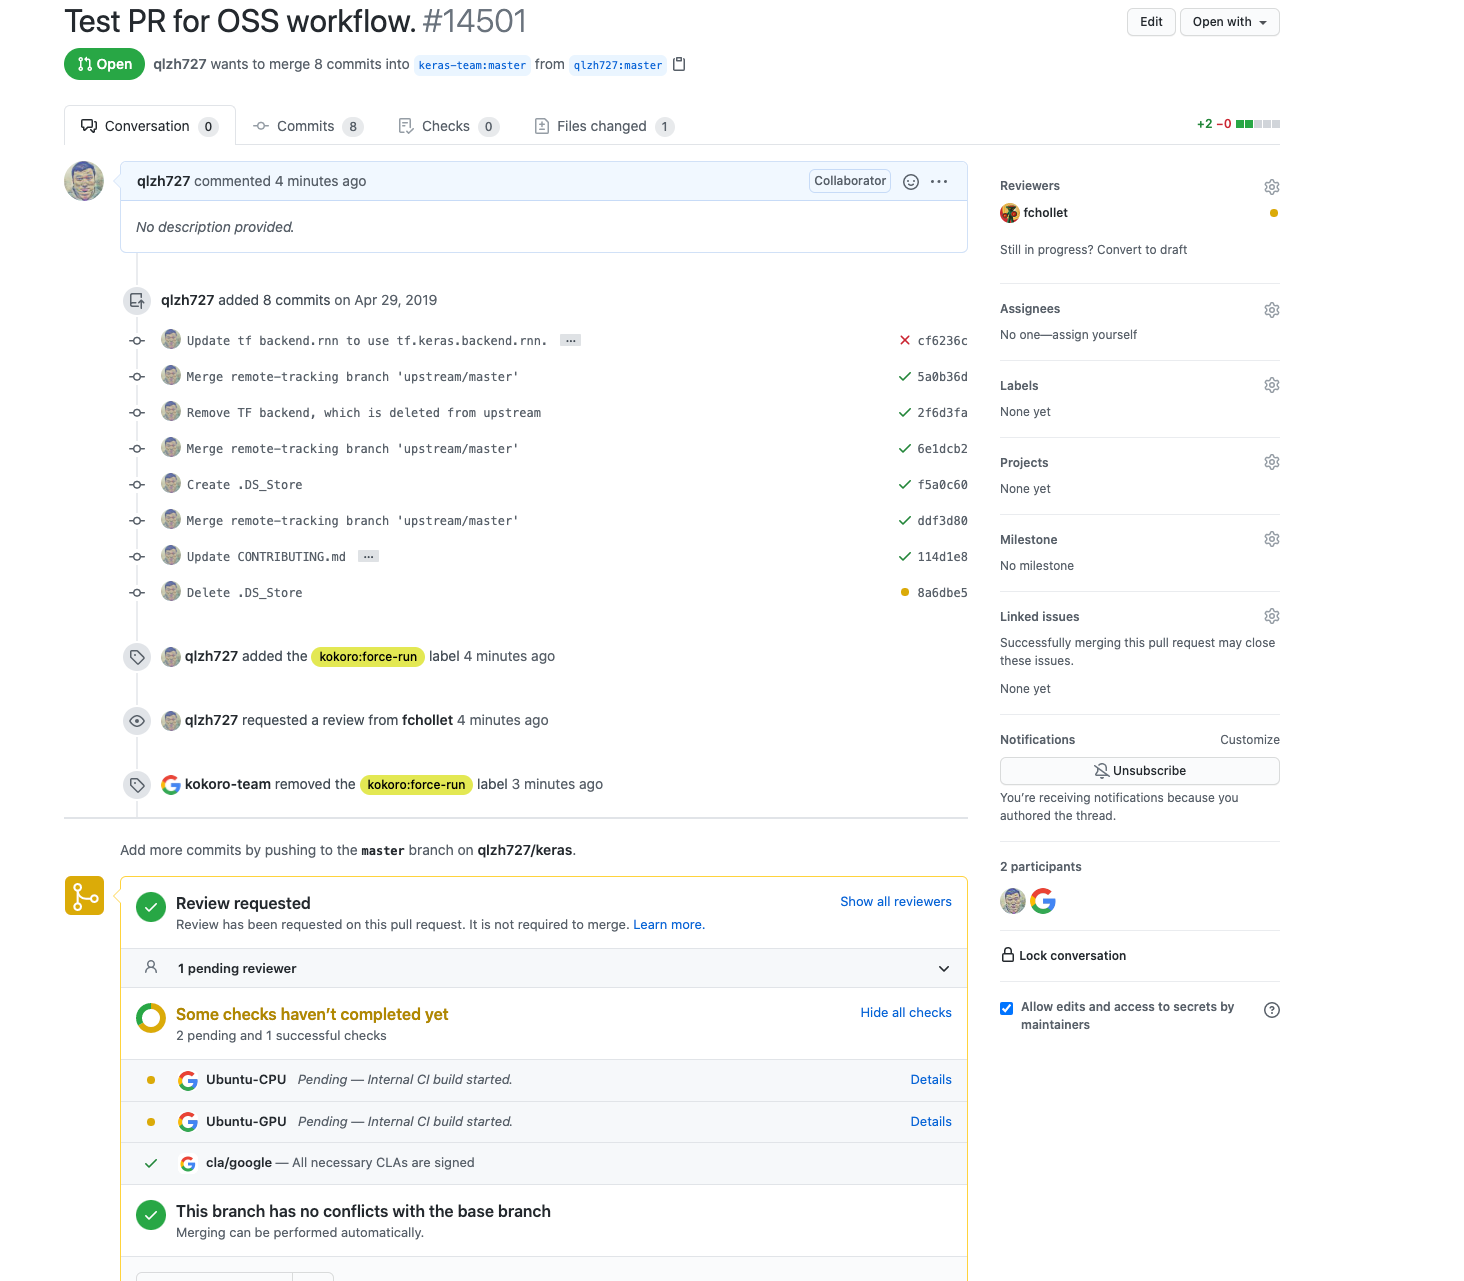 Test PR for OSS workflow. #14501
Edit
Open with
Open
qlzh727 wants to merge 8 commits into keras-team:master from qlzh727:master
Conversation 0
Commits 8
Checks 0
Files changed 1
+2 −0
qlzh727 commented 4 minutes ago
Collaborator
No description provided.
qlzh727 added 8 commits on Apr 29, 2019
Update tf backend.rnn to use tf.keras.backend.rnn. …
cf6236c
Merge remote-tracking branch 'upstream/master'
5a0b36d
Remove TF backend, which is deleted from upstream
2f6d3fa
Merge remote-tracking branch 'upstream/master'
6e1dcb2
Create .DS_Store
f5a0c60
Merge remote-tracking branch 'upstream/master'
ddf3d80
Update CONTRIBUTING.md …
114d1e8
Delete .DS_Store
8a6dbe5
qlzh727 added the kokoro:force-run label 4 minutes ago
qlzh727 requested a review from fchollet 4 minutes ago
kokoro-team removed the kokoro:force-run label 3 minutes ago
Add more commits by pushing to the master branch on qlzh727/keras.
Review requested
Show all reviewers
Review has been requested on this pull request. It is not required to merge. Learn more.
1 pending reviewer
Some checks haven’t completed yet
Hide all checks
2 pending and 1 successful checks
Ubuntu-CPU Pending — Internal CI build started.
Details
Ubuntu-GPU Pending — Internal CI build started.
Details
cla/google — All necessary CLAs are signed
This branch has no conflicts with the base branch
Merging can be performed automatically.
Reviewers
fchollet
Still in progress? Convert to draft
Assignees
No one—assign yourself
Labels
None yet
Projects
None yet
Milestone
No milestone
Linked issues
Successfully merging this pull request may close
these issues.
None yet
Notifications
Customize
Unsubscribe
You’re receiving notifications because you
authored the thread.
2 participants
Lock conversation
Allow edits and access to secrets by
maintainers